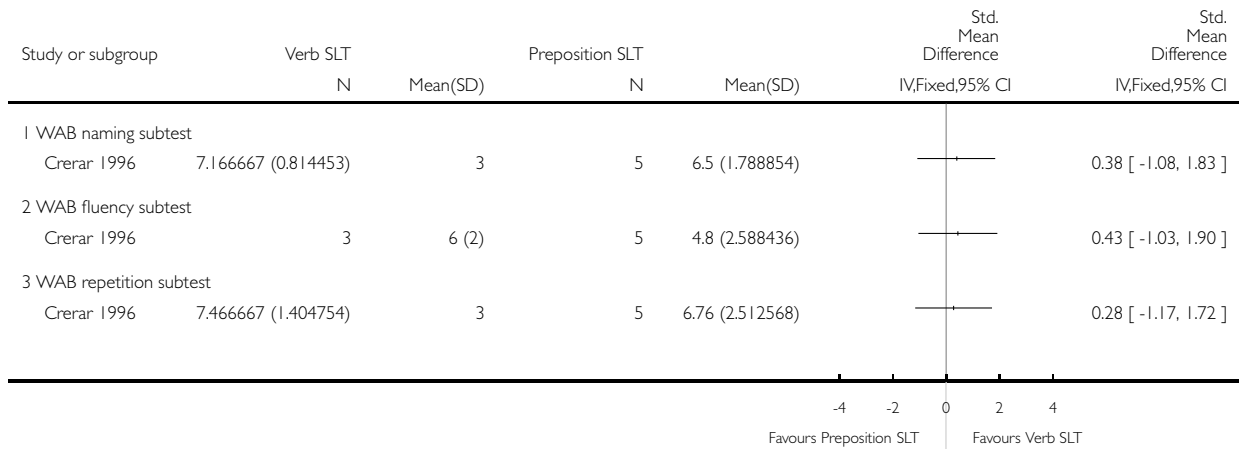 Std. Mean Difference Std. Mean Difference
Study or subgroup Verb SLT Preposition SLT
N Mean(SD) N Mean(SD) IV,Fixed,95% CI IV,Fixed,95% CI
1 WAB naming subtest
Crerar 1996 7.166667 (0.814453) 3 5 6.5 (1.788854) 0.38 [ -1.08, 1.83 ]
2 WAB fluency subtest
Crerar 1996 3 6 (2) 5 4.8 (2.588436) 0.43 [ -1.03, 1.90 ]
3 WAB repetition subtest
Crerar 1996 7.466667 (1.404754) 3 5 6.76 (2.512568) 0.28 [ -1.17, 1.72 ]
-4 -2 0 2 4
Favours Preposition SLT Favours Verb SLT